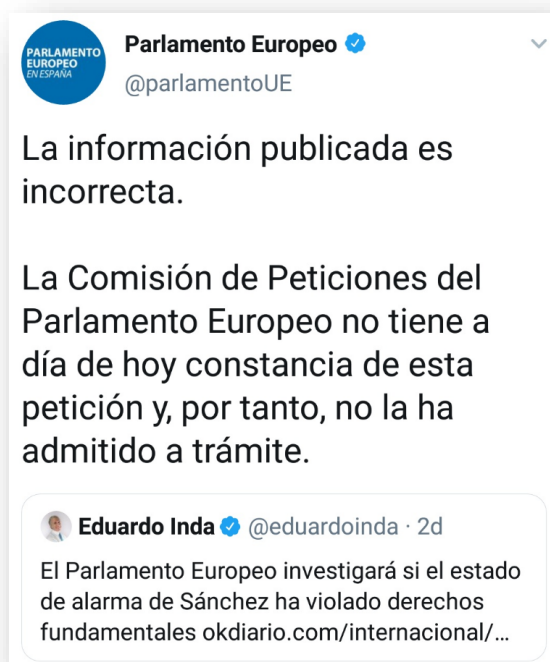 PARLAMENTO
EUROPEO
EN ESPAÑA
Parlamento Europeo
@parlamentoUE
La información publicada es
incorrecta.
La Comisión de Peticiones del
Parlamento Europeo no tiene a
día de hoy constancia de esta
petición y, por tanto, no la ha
admitido a trámite.
Eduardo Inda @eduardoinda · 2d
El Parlamento Europeo investigará si el estado
de alarma de Sánchez ha violado derechos
fundamentales okdiario.com/internacional/...